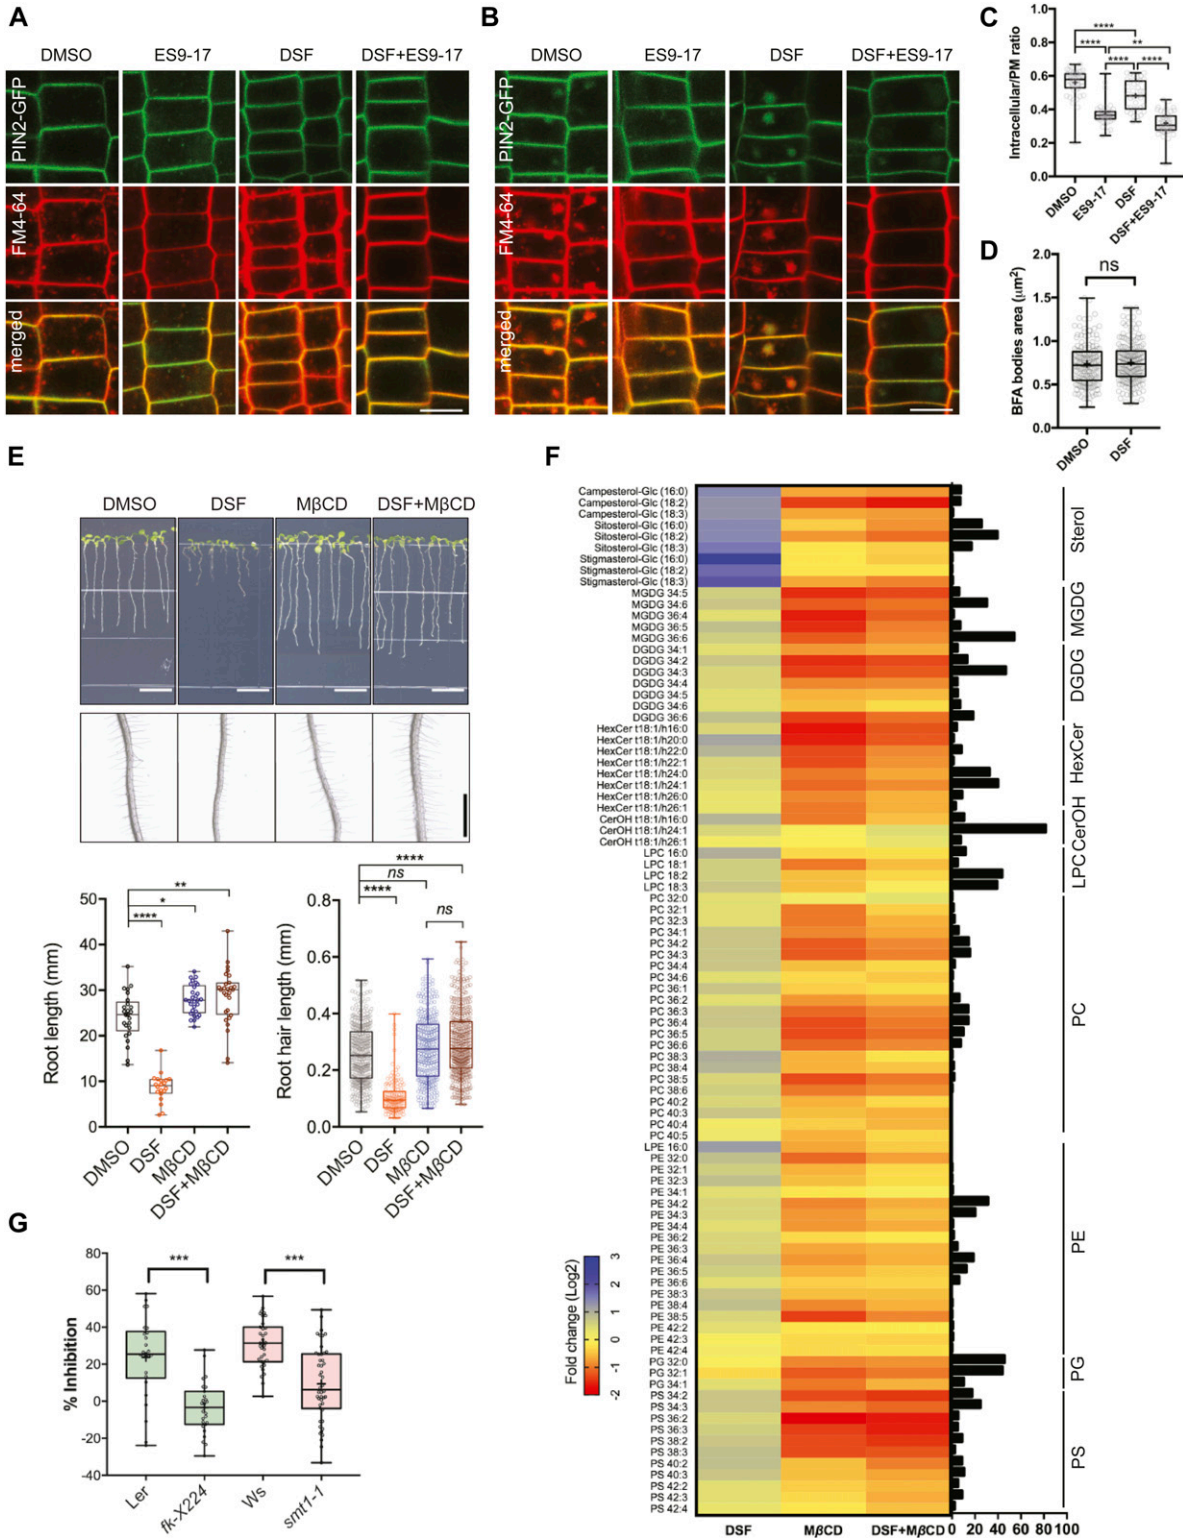 A
DMSO ES9-17 DSF DSF+ES9-17
PIN2-GFP
FM4-64
merged
B
DMSO ES9-17 DSF DSF+ES9-17
PIN2-GFP
FM4-64
merged
C
Intracellular/PM ratio
1.0
0.8
0.6
0.4
0.2
0.0
****
**** **
**** ****
DMSO ES9-17 DSF DSF+ES9-17
D
BFA bodies area (μm2)
2.0
1.5
1.0
0.5
0.0
ns
DMSO DSF
E
DMSO DSF MβCD DSF+MβCD
Root length (mm)
50
40
30
20
10
0
**
*
****
DMSO DSF MβCD DSF+MβCD
Root hair length (mm)
0.8
0.6
0.4
0.2
0.0
****
ns
****
ns
DMSO DSF MβCD DSF+MβCD
F
Campesterol-Glc (16:0)
Campesterol-Glc (18:2)
Campesterol-Glc (18:3)
Sitosterol-Glc (16:0)
Sitosterol-Glc (18:2)
Sitosterol-Glc (18:3)
Stigmasterol-Glc (16:0)
Stigmasterol-Glc (18:2)
Stigmasterol-Glc (18:3)
MGDG 34:5
MGDG 34:6
MGDG 36:4
MGDG 36:5
MGDG 36:6
DGDG 34:1
DGDG 34:2
DGDG 34:3
DGDG 34:4
DGDG 34:5
DGDG 34:6
DGDG 36:6
HexCer t18:1/h16:0
HexCer t18:1/h20:0
HexCer t18:1/h22:0
HexCer t18:1/h22:1
HexCer t18:1/h24:0
HexCer t18:1/h24:1
HexCer t18:1/h26:0
HexCer t18:1/h26:1
CerOH t18:1/h16:0
CerOH t18:1/h24:1
CerOH t18:1/h26:1
LPC 16:0
LPC 18:1
LPC 18:2
LPC 18:3
PC 32:0
PC 32:1
PC 32:3
PC 34:1
PC 34:2
PC 34:3
PC 34:4
PC 34:6
PC 36:1
PC 36:2
PC 36:3
PC 36:4
PC 36:5
PC 36:6
PC 38:3
PC 38:4
PC 38:5
PC 38:6
PC 40:2
PC 40:3
PC 40:4
PC 40:5
LPE 16:0
PE 32:0
PE 32:1
PE 32:3
PE 34:1
PE 34:2
PE 34:3
PE 34:4
PE 36:2
PE 36:3
PE 36:4
PE 36:5
PE 36:6
PE 38:3
PE 38:4
PE 38:5
PE 42:2
PE 42:3
PE 42:4
PG 32:0
PG 32:1
PG 34:1
PS 34:2
PS 34:3
PS 36:2
PS 36:3
PS 38:2
PS 38:3
PS 40:2
PS 40:3
PS 42:2
PS 42:3
PS 42:4
DSF MβCD DSF+MβCD
0 20 40 60 80 100
Sterol
MGDG
DGDG
HexCer
CerOH
LPC
PC
PE
PG
PS
Fold change (Log2)
3
2
1
0
-1
-2
G
% Inhibition
80
60
40
20
0
-20
-40
*** ***
Ler fk-X224 Ws smt1-1